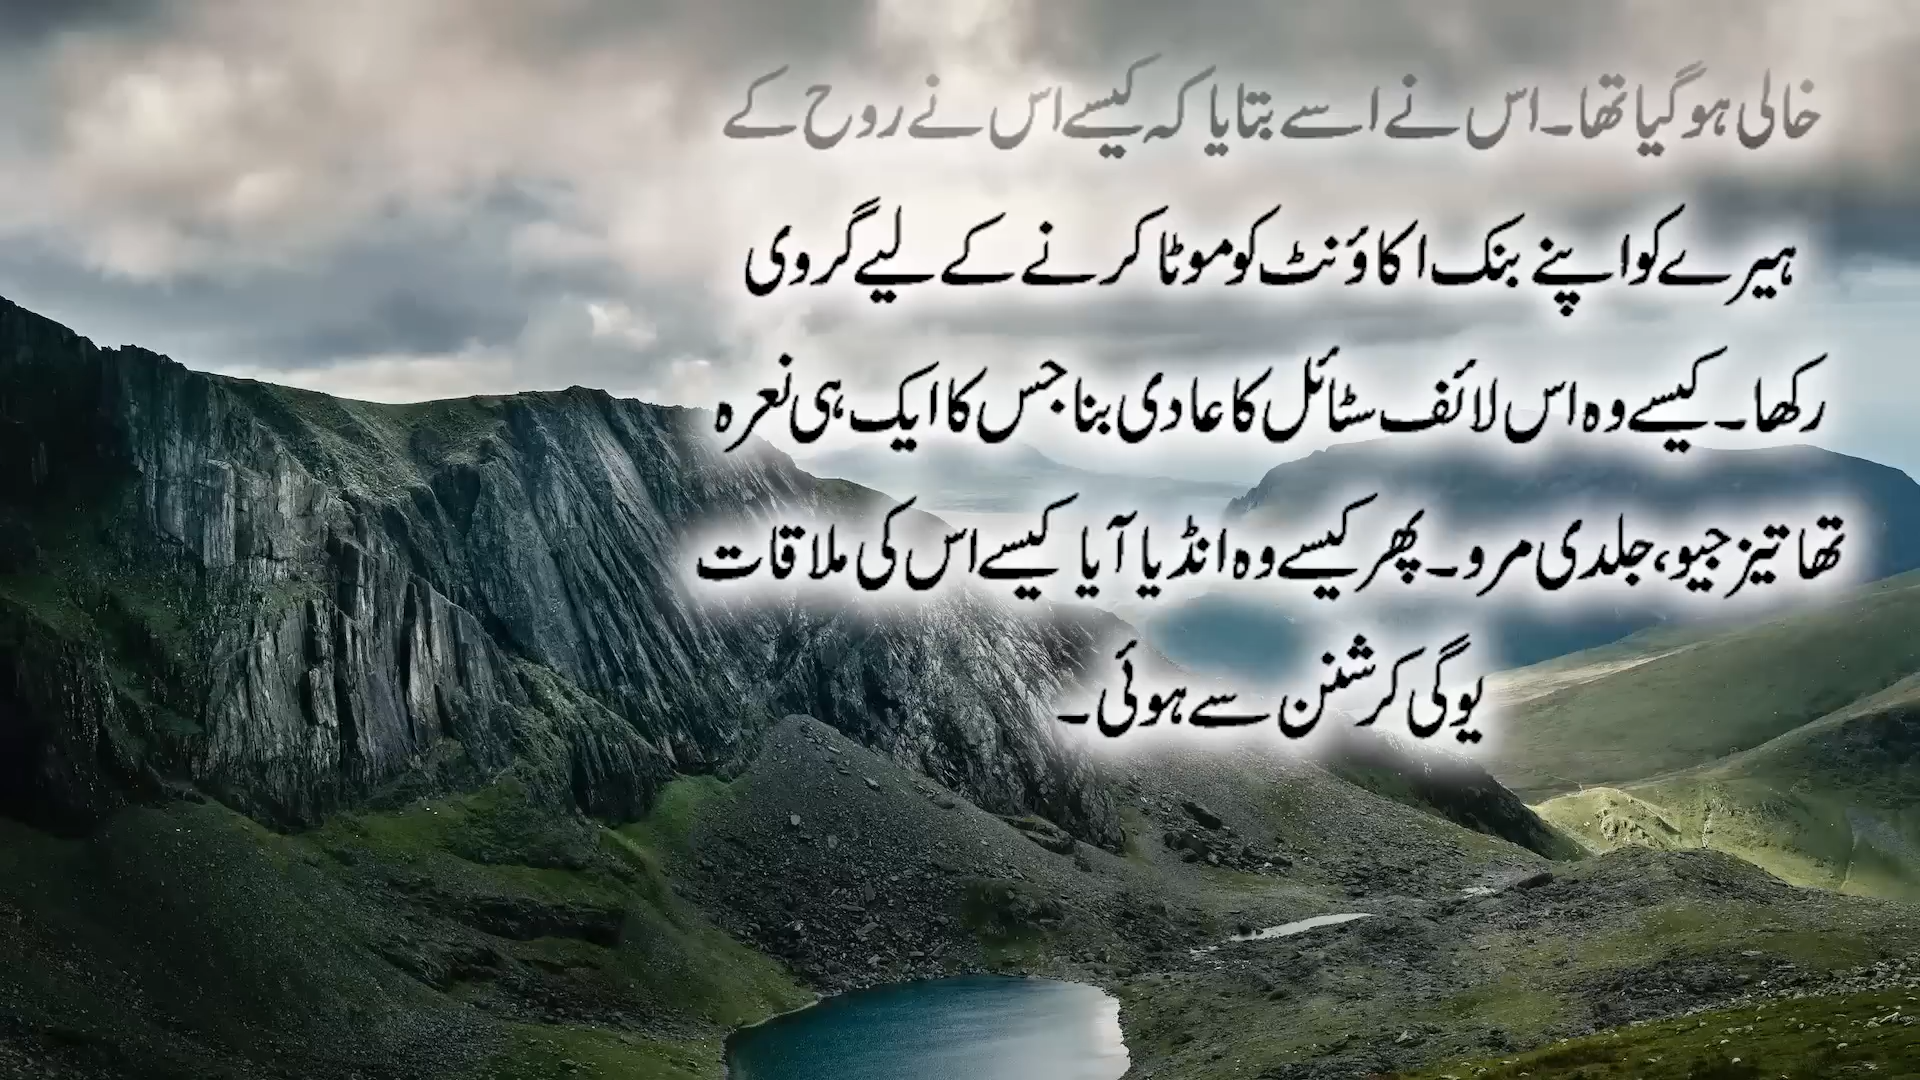 خالی ہو گیا تھا۔ اس نے اسے بتایا کہ کیسے اس نے روح کے
ہیرے کو اپنے بنک اکاؤنٹ کو موٹا کرنے کے لیے گروی
رکھا۔ کیسے وہ اس لائف سٹائل کا عادی بنا جس کا ایک ہی نعرہ
تھا تیز جیو، جلدی مرو۔ پھر کیسے وہ انڈیا آیا کیسے اس کی ملاقات
یوگی کرشنن سے ہوئی۔